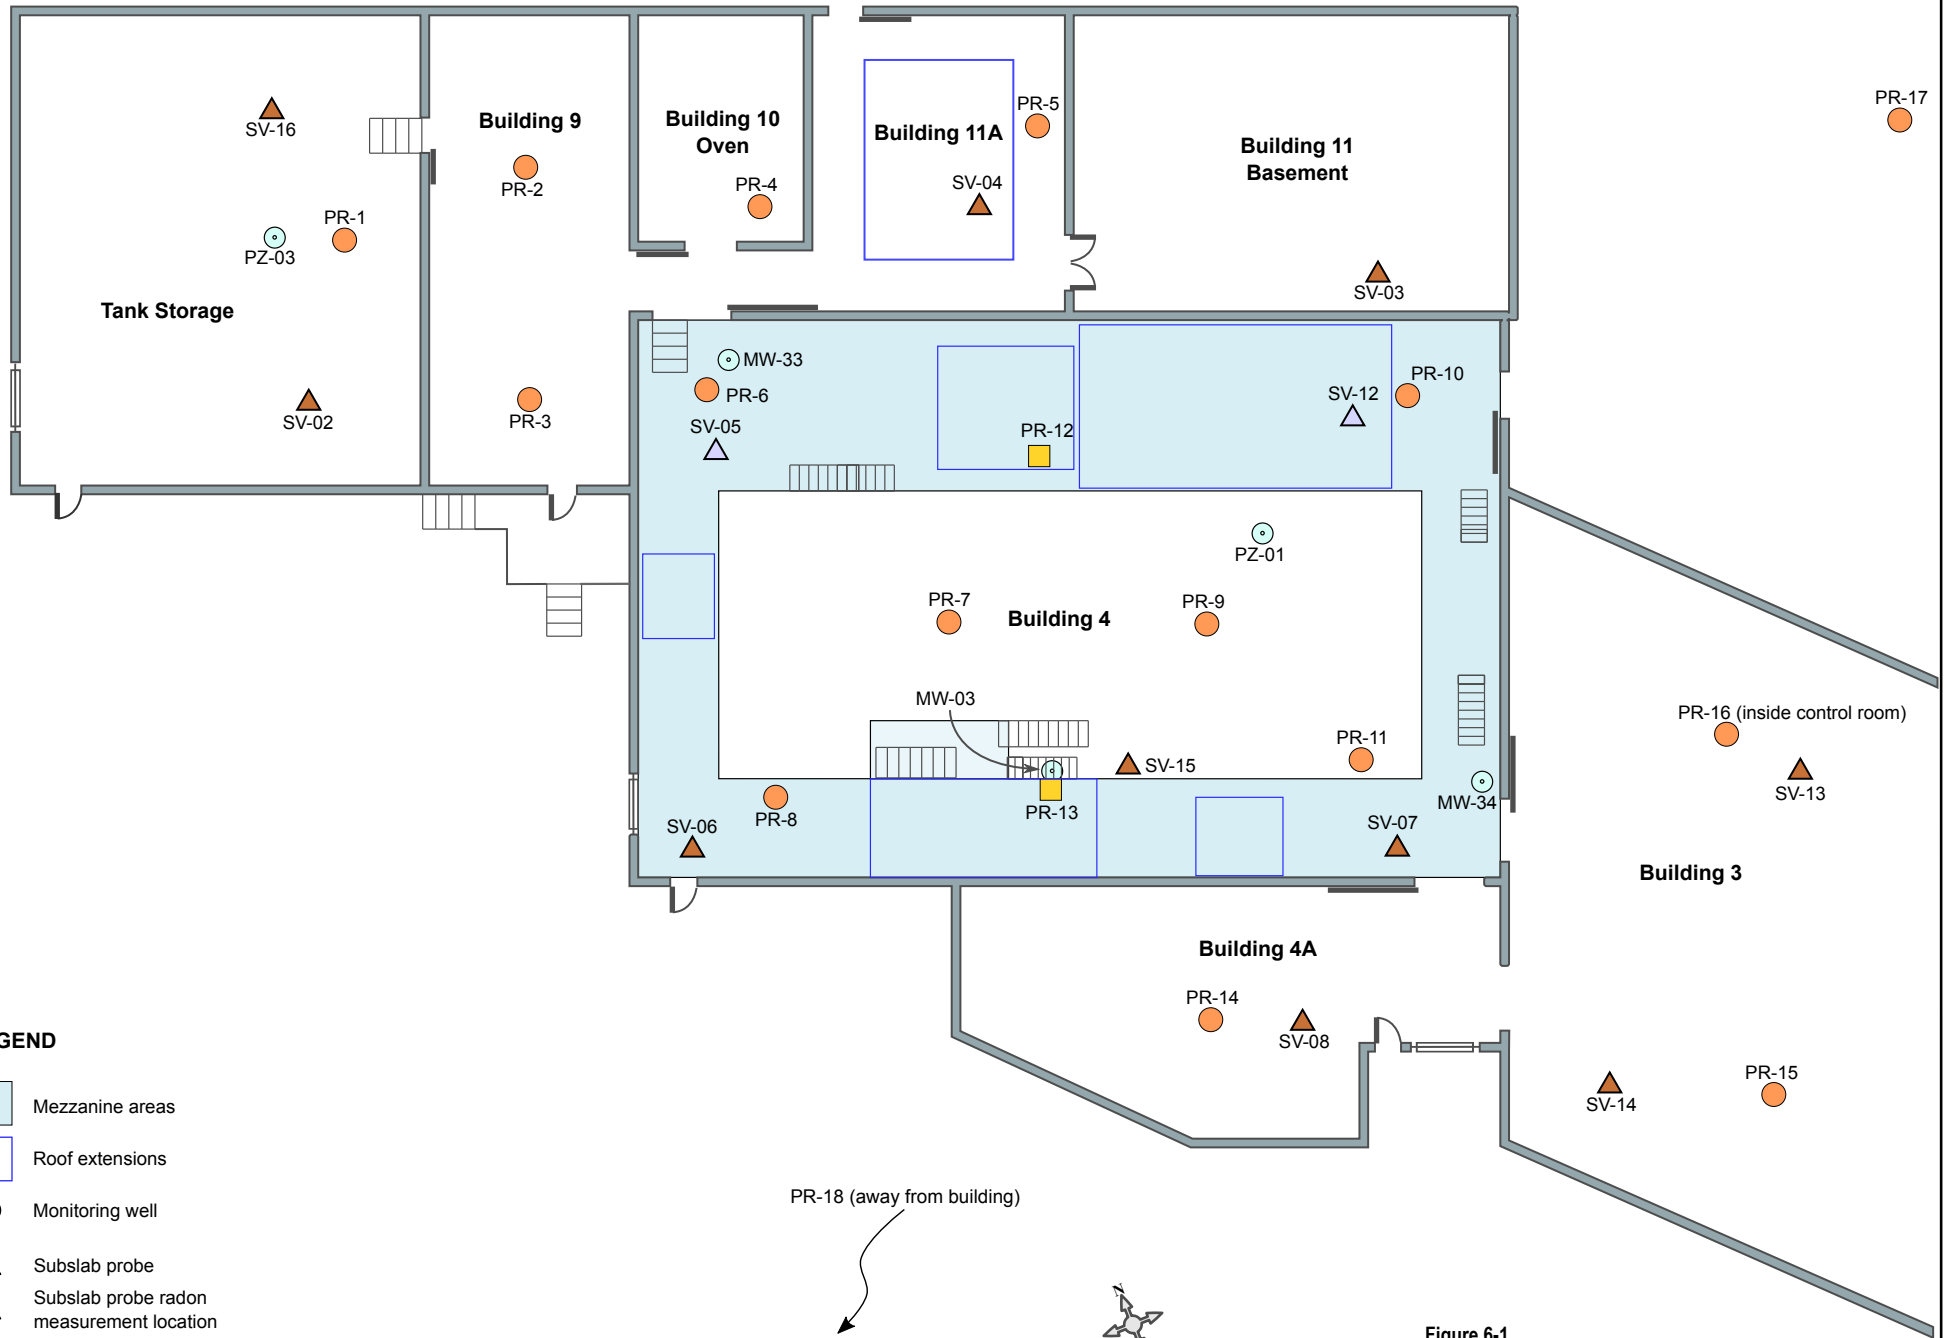 PR-17
SV-16
Building 9
PR-2
Building 10
Oven
PR-4
Building 11A
PR-5
SV-04
Building 11
Basement
SV-03
PR-1
PZ-03
Tank Storage
SV-02
PR-3
MW-33
PR-6
SV-05
PR-12
SV-12
PR-10
PZ-01
PR-7
Building 4
PR-9
MW-03
SV-15
PR-11
PR-13
PR-8
SV-06
SV-07
MW-34
PR-16 (inside control room)
SV-13
Building 3
Building 4A
PR-14
SV-08
SV-14
PR-15
GEND
Mezzanine areas
Roof extensions
Monitoring well
Subslab probe
Subslab probe radon
measurement location
PR-18 (away from building)
N
Figure 6-1